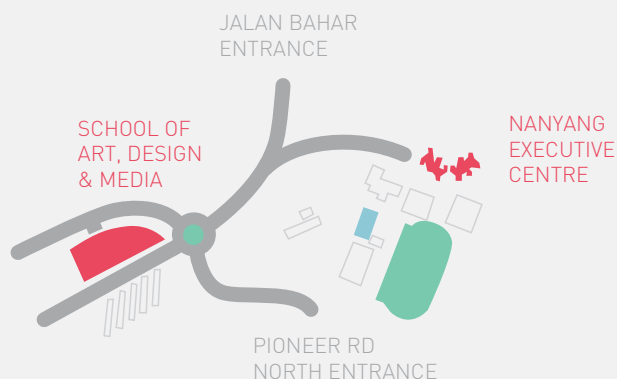 JALAN BAHAR
ENTRANCE
SCHOOL OF
ART, DESIGN
& MEDIA
NANYANG
EXECUTIVE
CENTRE
PIONEER RD
NORTH ENTRANCE